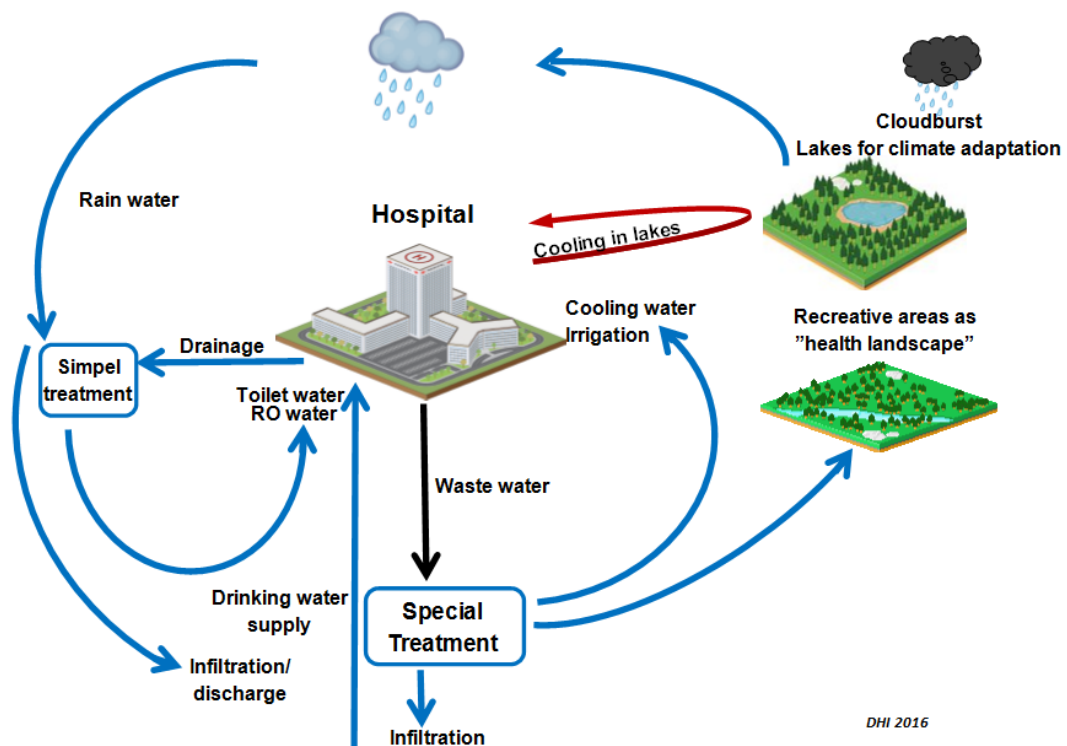 Cloudburst
Lakes for climate adaptation
Rain water
Hospital
Cooling in lakes
Cooling water
Irrigation
Recreative areas as
”health landscape”
Drainage
Simpel
treatment
Toilet water
RO water
Waste water
Drinking water
supply
Special
Treatment
Infiltration/
discharge
Infiltration
DHI 2016
H